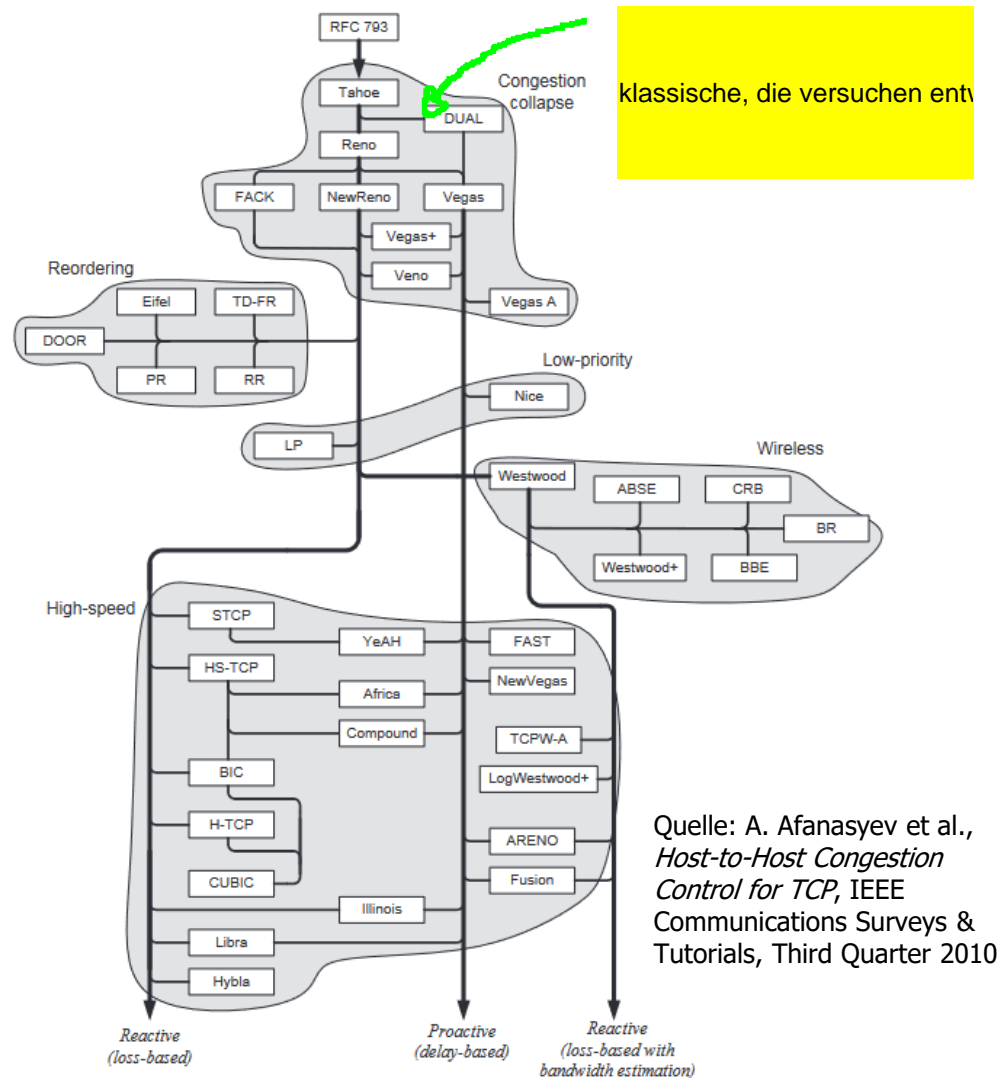 RFC 793
Congestion
collapse
klassische, die versuchen
Tahoe
DUAL
Reno
FACK
NewReno
Vegas
Vegas+
Veno
Vegas A
Reordering
Eifel
TD-FR
DOOR
PR
RR
Low-priority
Nice
LP
Wireless
Westwood
ABSE
CRB
BR
Westwood+
BBE
High-speed
STCP
YeAH
FAST
HS-TCP
NewVegas
Africa
Compound
TCPW-A
BIC
LogWestwood+
H-TCP
ARENO
CUBIC
Fusion
Illinois
Libra
Hybla
Quelle: A. Afanasyev et al.,
Host-to-Host Congestion
Control for TCP, IEEE
Communications Surveys &
Tutorials, Third Quarter 2010
Reactive
(loss-based)
Proactive
(delay-based)
Reactive
(loss-based with
bandwidth estimation)